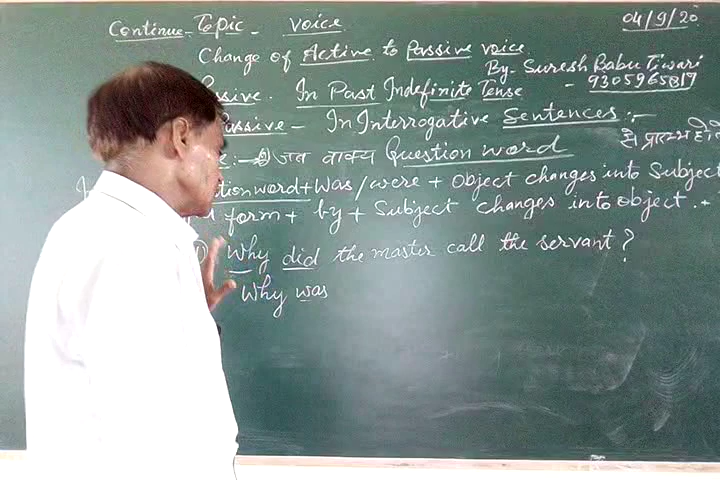 Continue Topic - voice 04/9/20
Change of Active to Passive voice.
By- Suresh Babu Tiwari
Passive. In Past Indefinite Tense - 9305965817
Passive - In Interrogative Sentences :-
:- जब वाक्य Question word से प्रारम्भ
+ was/were + Object changes into Subject
form + by + Subject changes into object .
Why did the master call the servant?
Why was